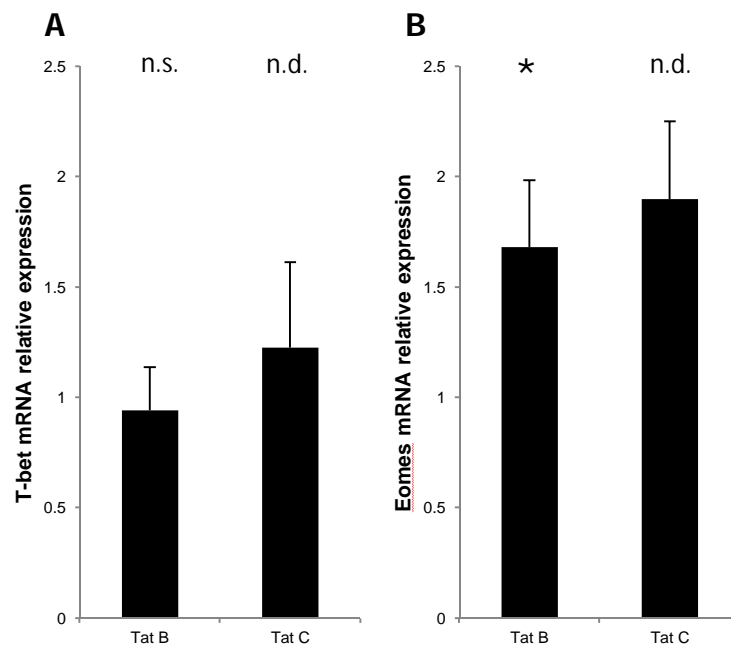 A
n.s. n.d.
T-bet mRNA relative expression
2.5
2
1.5
1
0.5
0
Tat B Tat C
B
* n.d.
Eomes mRNA relative expression
2.5
2
1.5
1
0.5
0
Tat B Tat C